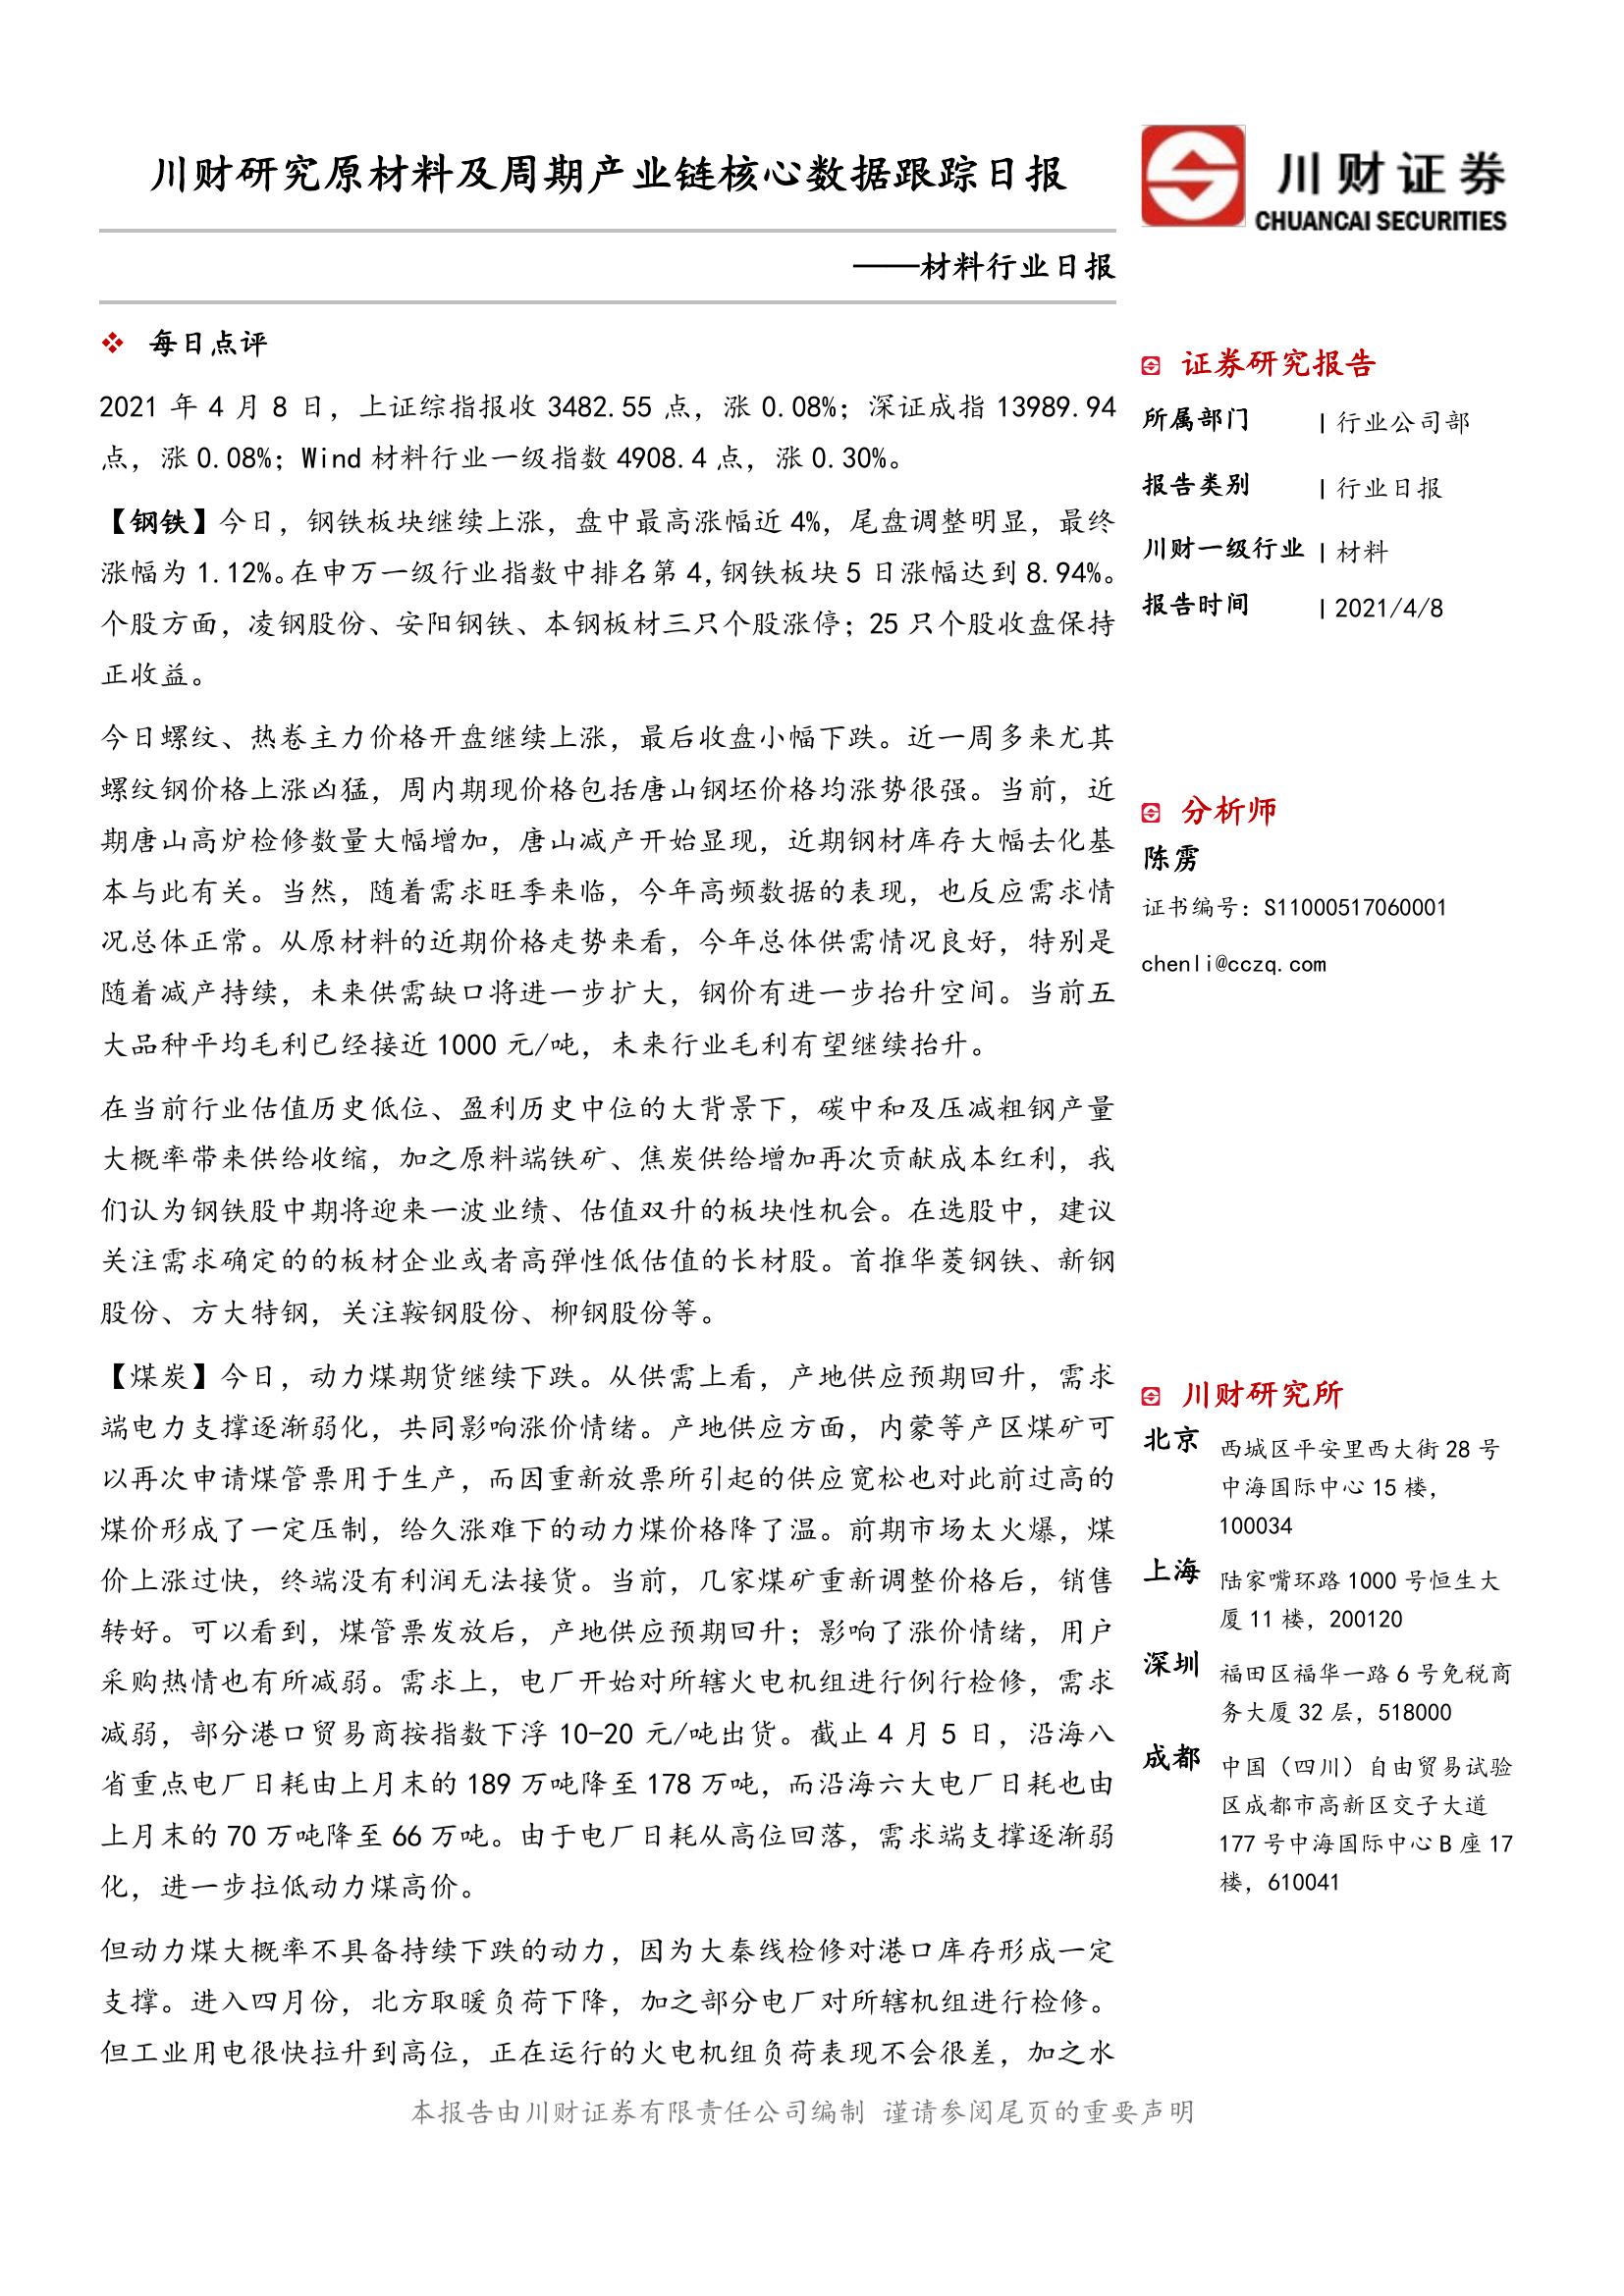 川财研究原材料及周期产业链核心数据跟踪日报
——材料行业日报
川财证券
CHUANCAI SECURITIES
每日点评
2021 年 4 月 8 日，上证综指报收 3482.55 点，涨 0.08%；深证成指 13989.94
点，涨 0.08%；Wind 材料行业一级指数 4908.4 点，涨 0.30%。
【钢铁】今日，钢铁板块继续上涨，盘中最高涨幅近 4%，尾盘调整明显，最终
涨幅为 1.12%。在申万一级行业指数中排名第 4，钢铁板块 5 日涨幅达到 8.94%。
个股方面，凌钢股份、安阳钢铁、本钢板材三只个股涨停；25 只个股收盘保持
正收益。
今日螺纹、热卷主力价格开盘继续上涨，最后收盘小幅下跌。近一周多来尤其
螺纹钢价格上涨凶猛，周内期现价格包括唐山钢坯价格均涨势很强。当前，近
期唐山高炉检修数量大幅增加，唐山减产开始显现，近期钢材库存大幅去化基
本与此有关。当然，随着需求旺季来临，今年高频数据的表现，也反应需求情
况总体正常。从原材料的近期价格走势来看，今年总体供需情况良好，特别是
随着减产持续，未来供需缺口将进一步扩大，钢价有进一步抬升空间。当前五
大品种平均毛利已经接近 1000 元/吨，未来行业毛利有望继续抬升。
在当前行业估值历史低位、盈利历史中位的大背景下，碳中和及压减粗钢产量
大概率带来供给收缩，加之原料端铁矿、焦炭供给增加再次贡献成本红利，我
们认为钢铁股中期将迎来一波业绩、估值双升的板块性机会。在选股中，建议
关注需求确定的的板材企业或者高弹性低估值的长材股。首推华菱钢铁、新钢
股份、方大特钢，关注鞍钢股份、柳钢股份等。
【煤炭】今日，动力煤期货继续下跌。从供需上看，产地供应预期回升，需求
端电力支撑逐渐弱化，共同影响涨价情绪。产地供应方面，内蒙等产区煤矿可
以再次申请煤管票用于生产，而因重新放票所引起的供应宽松也对此前过高的
煤价形成了一定压制，给久涨难下的动力煤价格降了温。前期市场太火爆，煤
价上涨过快，终端没有利润无法接货。当前，几家煤矿重新调整价格后，销售
转好。可以看到，煤管票发放后，产地供应预期回升；影响了涨价情绪，用户
采购热情也有所减弱。需求上，电厂开始对所辖火电机组进行例行检修，需求
减弱，部分港口贸易商按指数下浮 10-20 元/吨出货。截止 4 月 5 日，沿海八
省重点电厂日耗由上月末的 189 万吨降至 178 万吨，而沿海六大电厂日耗也由
上月末的 70 万吨降至 66 万吨。由于电厂日耗从高位回落，需求端支撑逐渐弱
化，进一步拉低动力煤高价。
但动力煤大概率不具备持续下跌的动力，因为大秦线检修对港口库存形成一定
支撑。进入四月份，北方取暖负荷下降，加之部分电厂对所辖机组进行检修。
但工业用电很快拉升到高位，正在运行的火电机组负荷表现不会很差，加之水
证券研究报告
所属部门 | 行业公司部
报告类别 | 行业日报
川财一级行业 | 材料
报告时间 | 2021/4/8
分析师
陈雳
证书编号：S11000517060001
chenli@cczq.com
川财研究所
北京 西城区平安里西大街 28 号
中海国际中心 15 楼，
100034
上海 陆家嘴环路 1000 号恒生大
厦 11 楼，200120
深圳 福田区福华一路 6 号免税商
务大厦 32 层，518000
成都 中国（四川）自由贸易试验
区成都市高新区交子大道
177 号中海国际中心 B 座 17
楼，610041
本报告由川财证券有限责任公司编制 谨请参阅尾页的重要声明